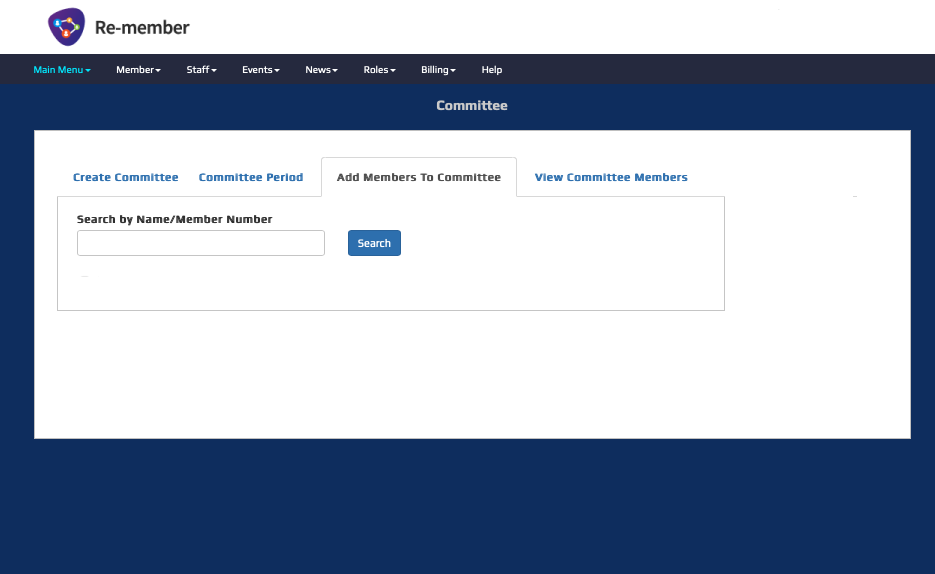 Re-member
Main Menu Member Staff Events News Roles Billing Help
Committee
Create Committee Committee Period Add Members To Committee View Committee Members
Search by Name/Member Number
Search